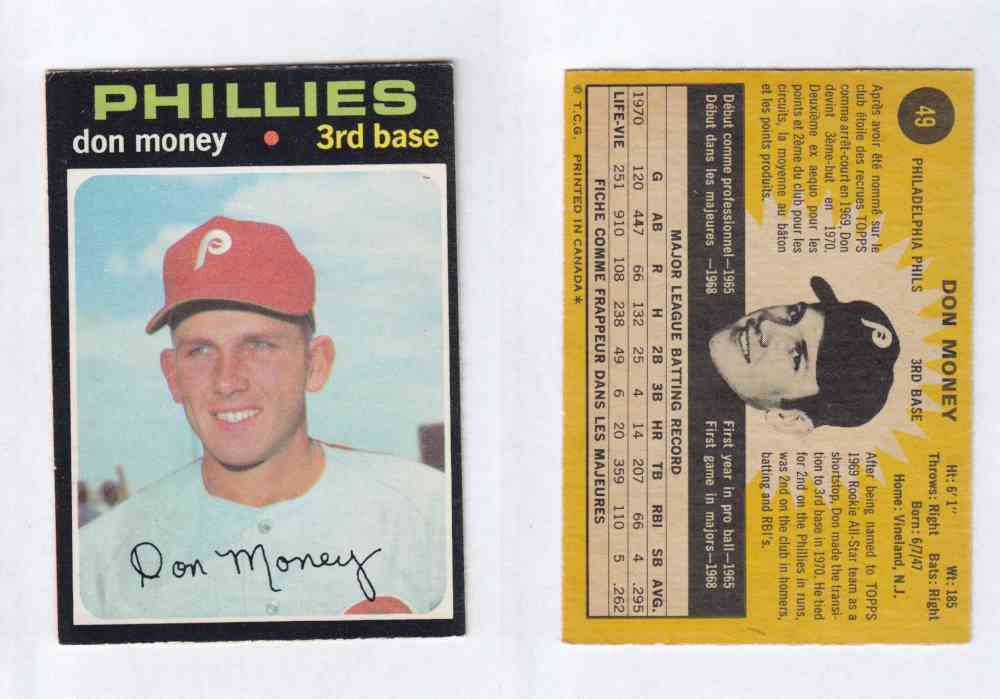 PHILLIES
don money • 3rd base
P
Don Money
49
DON MONEY
PHILADELPHIA PHILS 3RD BASE
Ht: 6'1" Wt: 185
Throws: Right Bats: Right
Born: 6/7/47
Home: Vineland, N.J.
P
Après avoir été nommé sur le
club étoile des recrues TOPPS
comme arrêt-court en 1969, Don
devint 3ème-but en 1970.
Deuxième ex aequo pour les
points et 2ème du club pour les
circuits, la moyenne au bâton
et les points produits.
After being named to TOPPS
1969 Rookie All-Star team as a
shortstop, Don made the transi-
tion to 3rd base in 1970. He tied
for 2nd on the Phillies in runs,
was 2nd on the club in homers,
batting and RBI's.
Début comme professionnel—1965 First year in pro ball—1965
Début dans les majeures —1968 First game in majors—1968
MAJOR LEAGUE BATTING RECORD
G AB R H 2B 3B HR TB RBI SB AVG.
1970 120 447 66 132 25 4 14 207 66 4 .295
LIFE-VIE 251 910 108 238 49 6 20 359 110 5 .262
FICHE COMME FRAPPEUR DANS LES MAJEURES
© T.C.G. PRINTED IN CANADA *